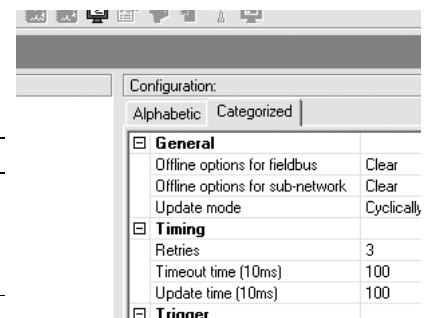 Configuration:
Alphabetic Categorized
General
Offline options for fieldbus Clear
Offline options for sub-network Clear
Update mode Cyclically
Timing
Retries 3
Timeout time (10ms) 100
Update time (10ms) 100
Trigger